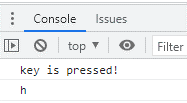 Console Issues
top Filter
key is pressed!
h